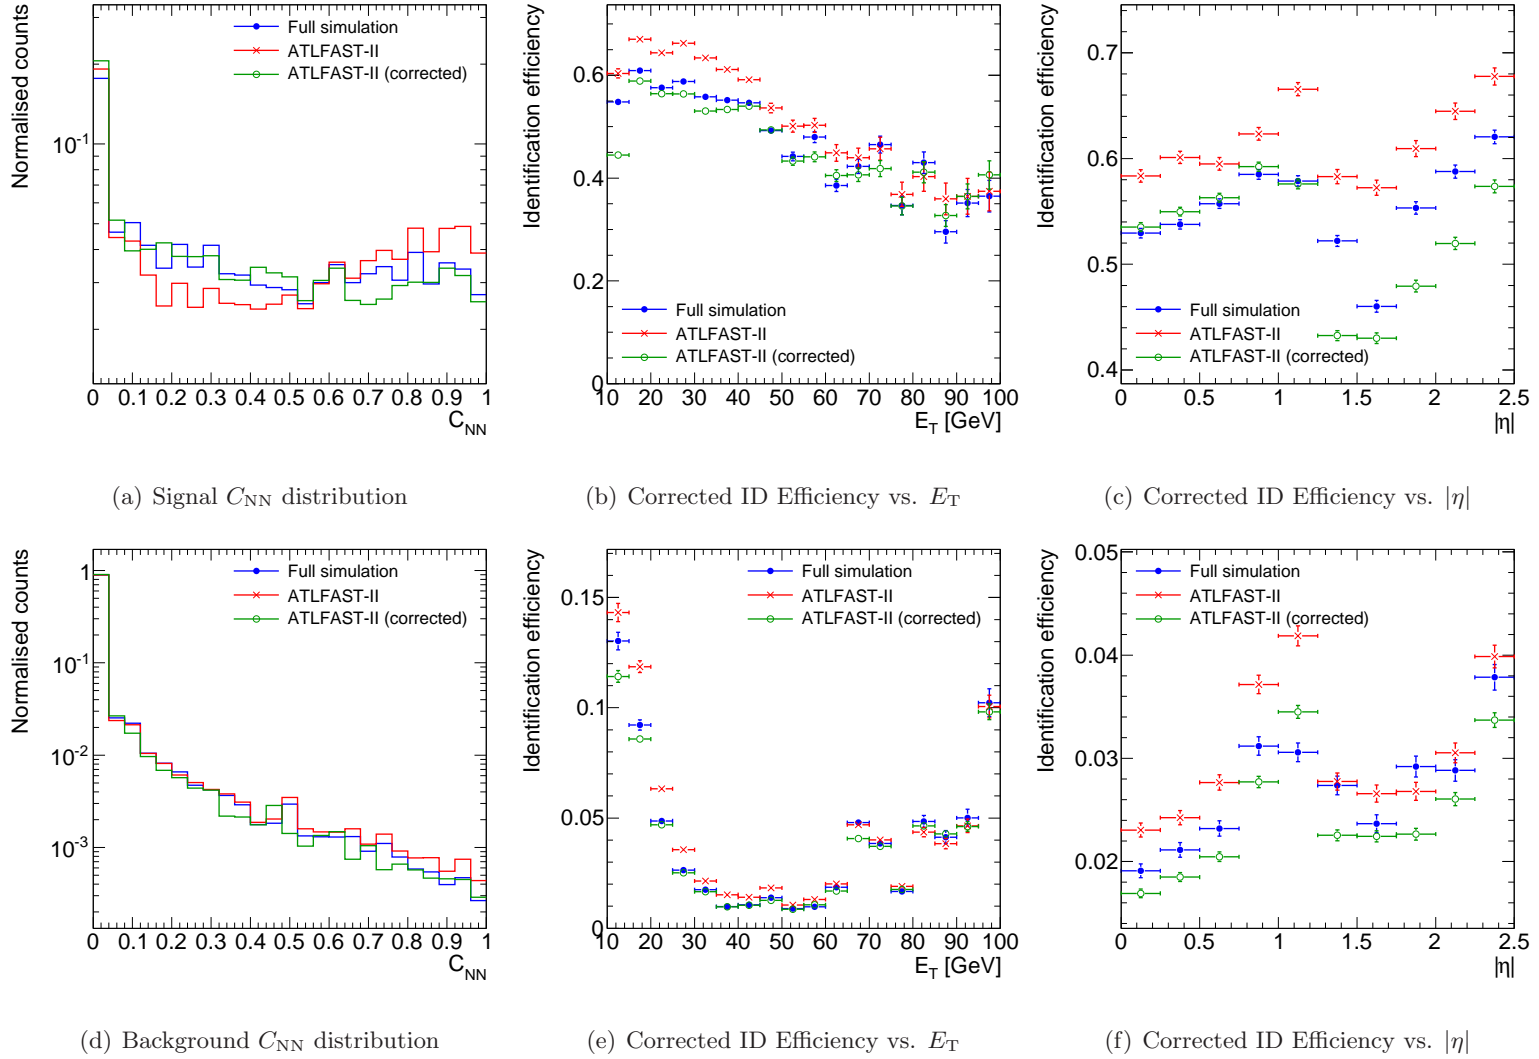 Normalised counts
10⁻¹
Full simulation
ATLFAST-II
ATLFAST-II (corrected)
0 0.1 0.2 0.3 0.4 0.5 0.6 0.7 0.8 0.9 1
C_NN
(a) Signal C_NN distribution
Identification efficiency
0.6
0.4
0.2
0
Full simulation
ATLFAST-II
ATLFAST-II (corrected)
10 20 30 40 50 60 70 80 90 100
E_T [GeV]
(b) Corrected ID Efficiency vs. E_T
Identification efficiency
0.7
0.6
0.5
0.4
Full simulation
ATLFAST-II
ATLFAST-II (corrected)
0 0.5 1 1.5 2 2.5
|η|
(c) Corrected ID Efficiency vs. |η|
Normalised counts
1
10⁻¹
10⁻²
10⁻³
Full simulation
ATLFAST-II
ATLFAST-II (corrected)
0 0.1 0.2 0.3 0.4 0.5 0.6 0.7 0.8 0.9 1
C_NN
(d) Background C_NN distribution
Identification efficiency
0.15
0.1
0.05
0
Full simulation
ATLFAST-II
ATLFAST-II (corrected)
10 20 30 40 50 60 70 80 90 100
E_T [GeV]
(e) Corrected ID Efficiency vs. E_T
Identification efficiency
0.05
0.04
0.03
0.02
Full simulation
ATLFAST-II
ATLFAST-II (corrected)
0 0.5 1 1.5 2 2.5
|η|
(f) Corrected ID Efficiency vs. |η|